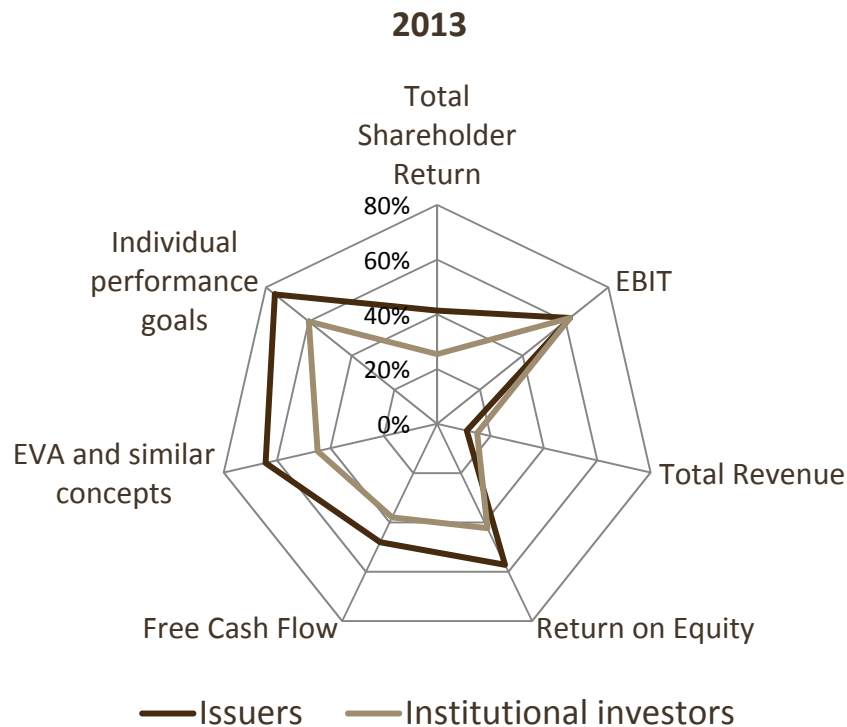 2013
Total
Shareholder
Return
80%
60%
40%
20%
0%
Individual
performance
goals
EBIT
EVA and similar
concepts
Total Revenue
Free Cash Flow
Return on Equity
Issuers
Institutional investors